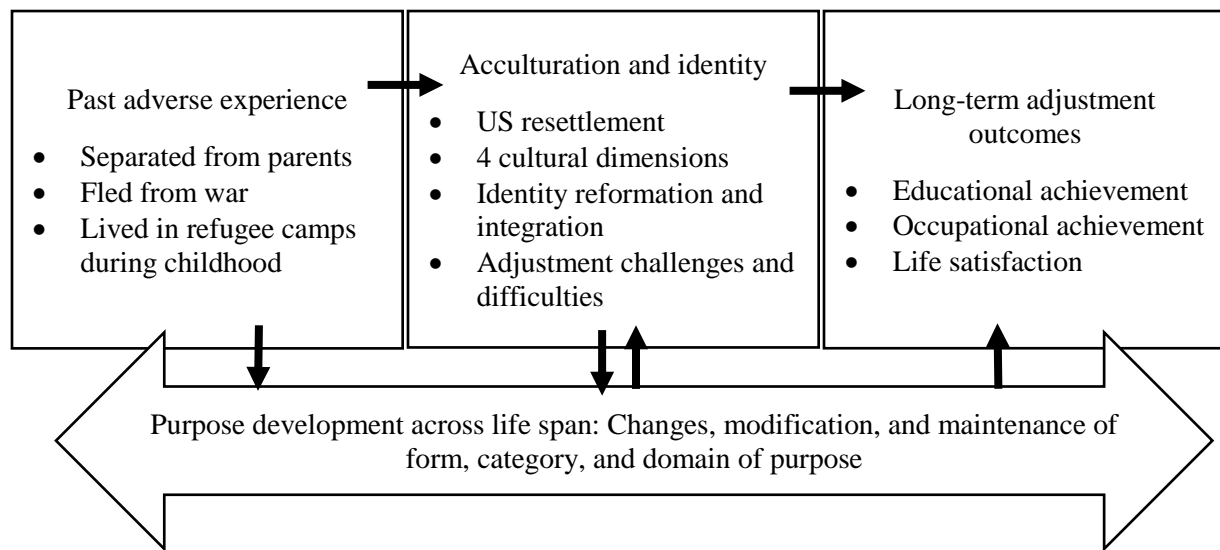 Past adverse experience
• Separated from parents
• Fled from war
• Lived in refugee camps
during childhood
Acculturation and identity
• US resettlement
• 4 cultural dimensions
• Identity reformation and
integration
• Adjustment challenges and
difficulties
Long-term adjustment
outcomes
• Educational achievement
• Occupational achievement
• Life satisfaction
Purpose development across life span: Changes, modification, and maintenance of
form, category, and domain of purpose